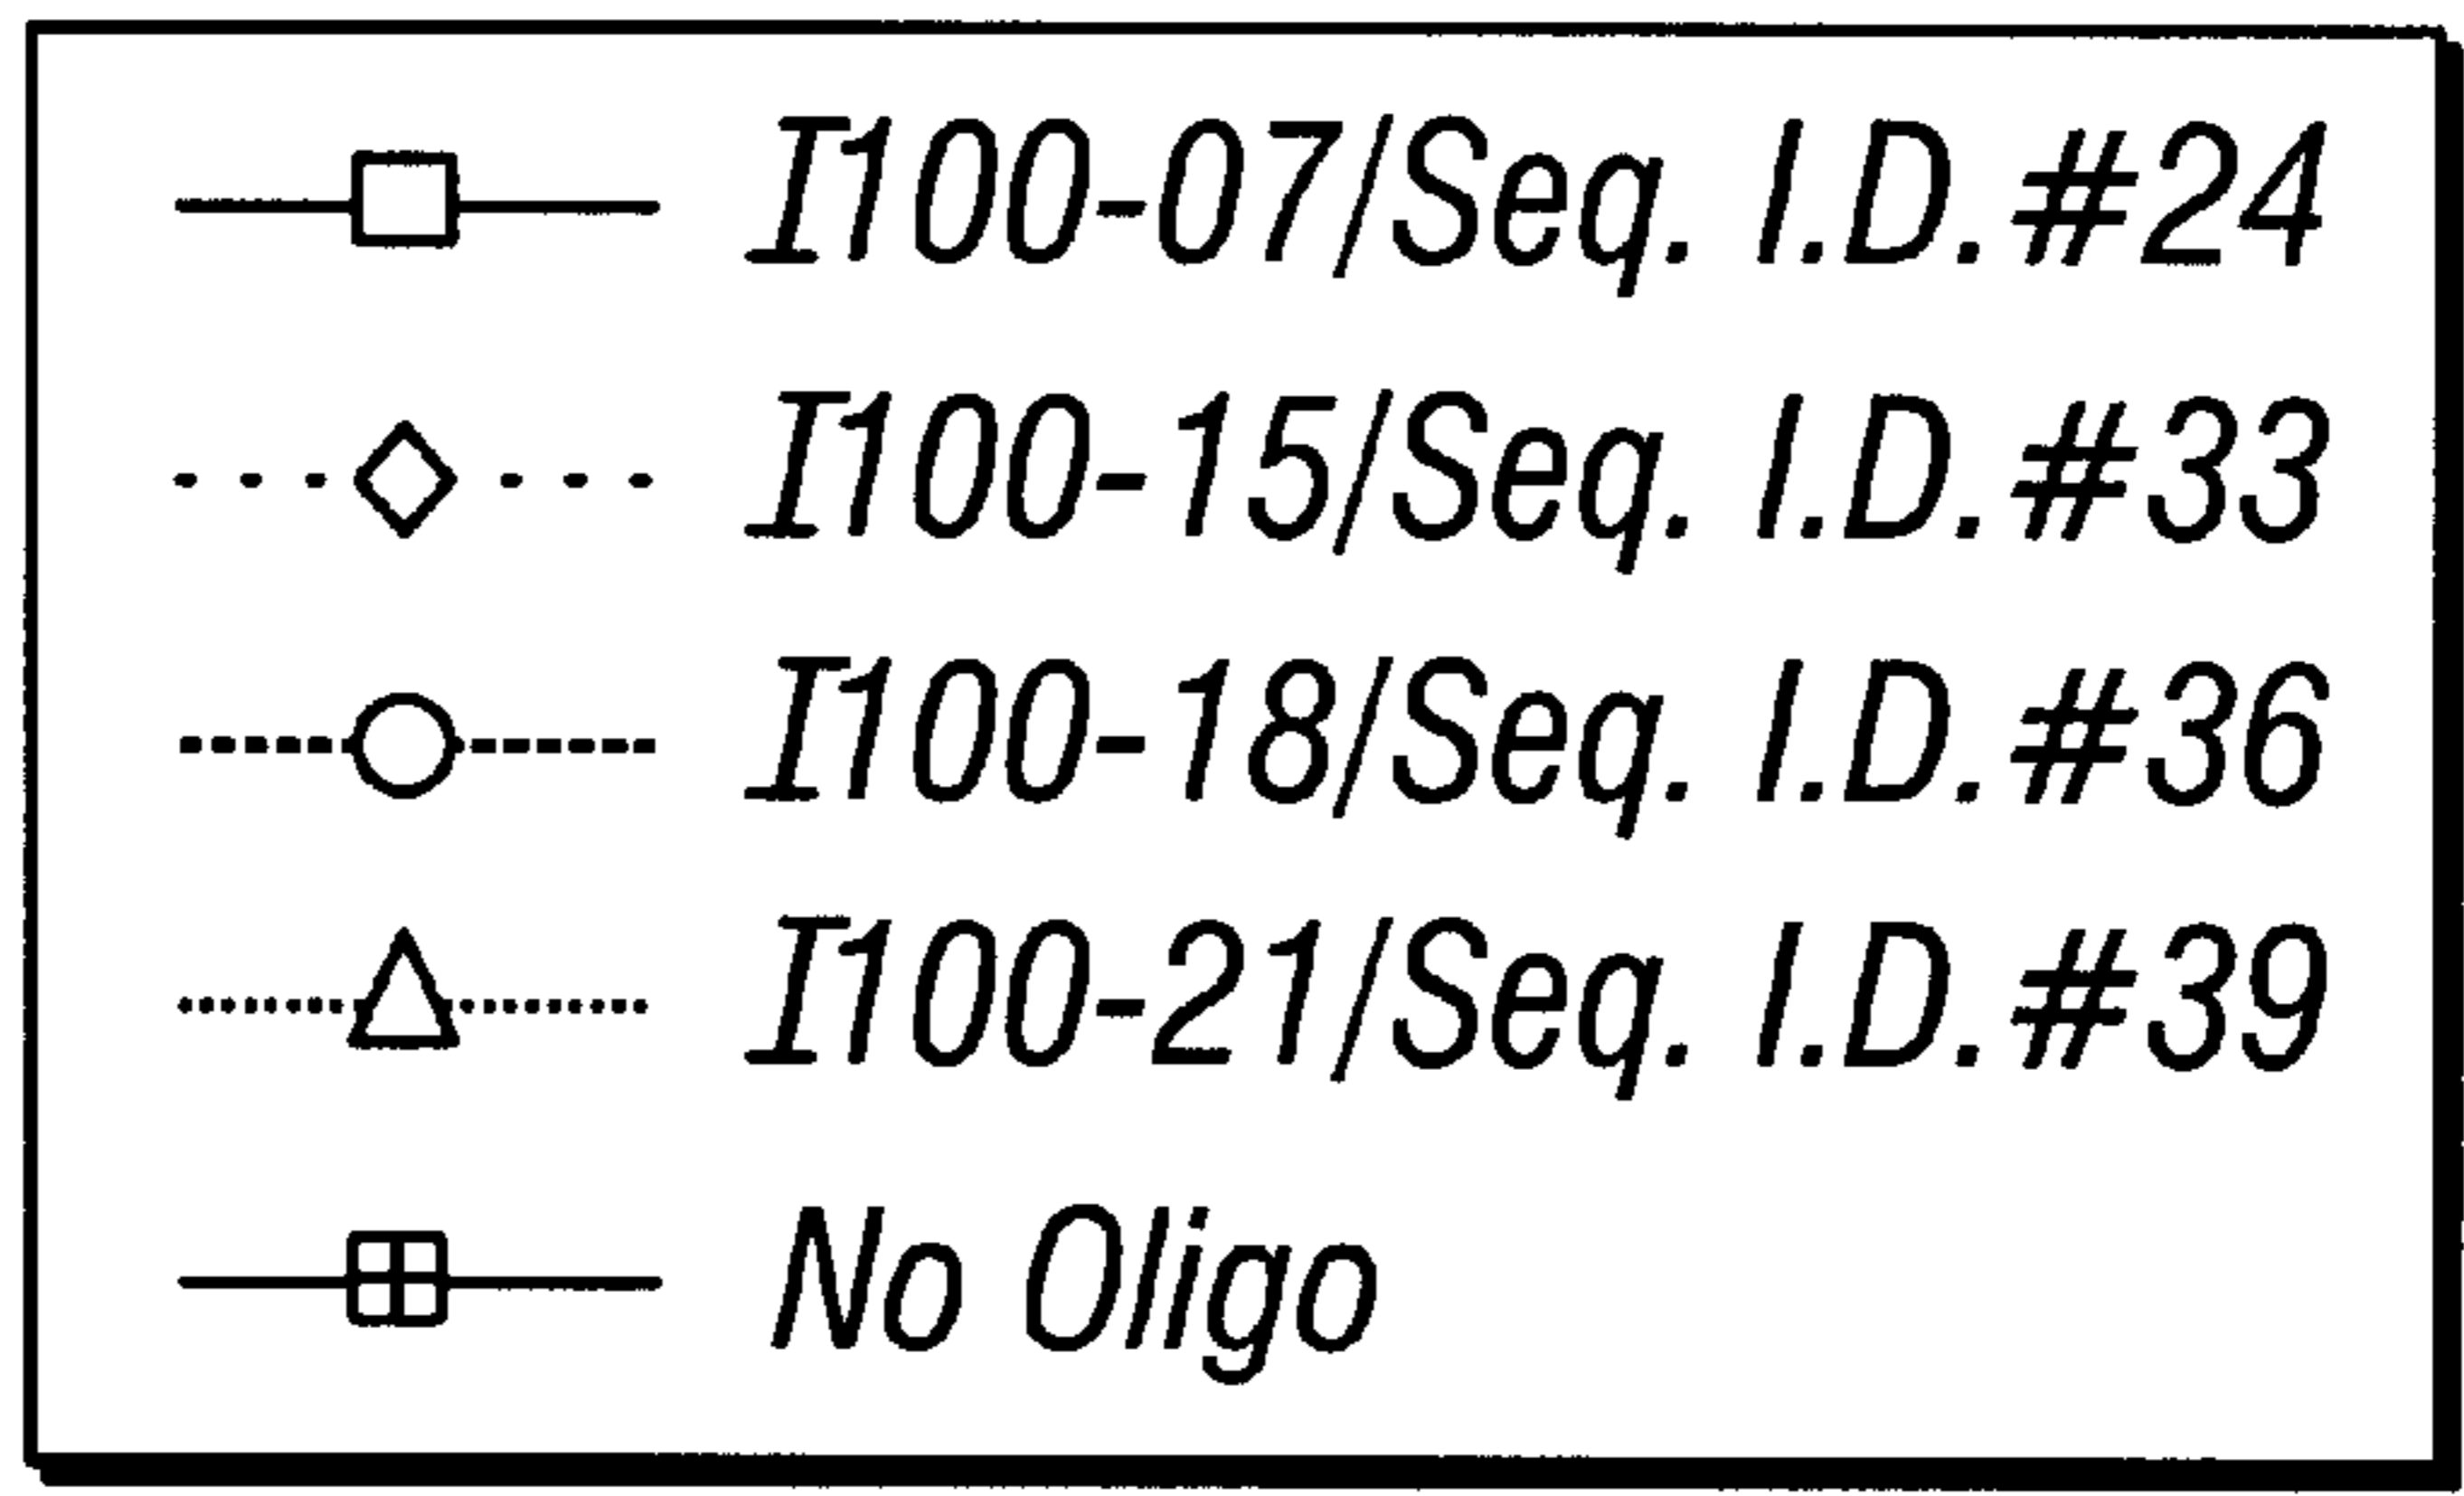 I100-07/Seq. I.D.#24
I100-15/Seq. I.D.#33
I100-18/Seq. I.D.#36
I100-21/Seq. I.D.#39
No Oligo